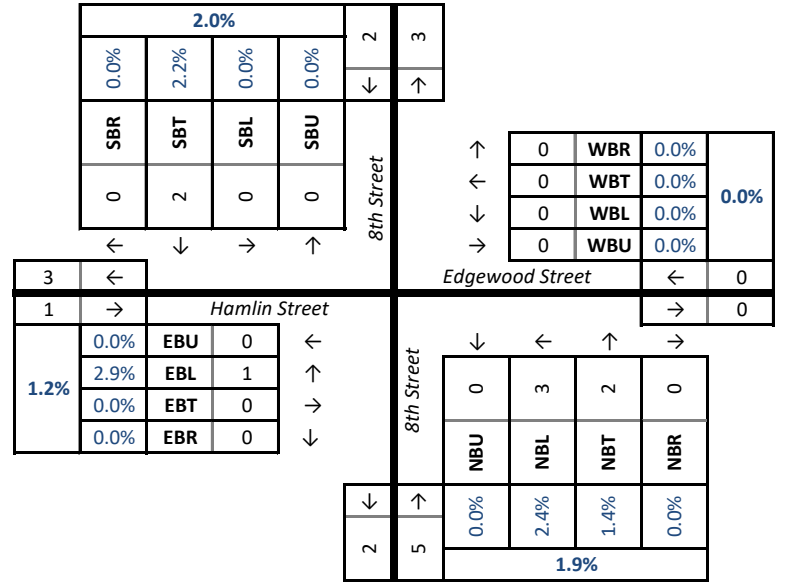 2.0%
2 3
0.0% 2.2% 0.0% 0.0%
↓ ↑
SBR SBT SBL SBU
0 2 0 0
← ↓ → ↑
8th Street
↑ 0 WBR 0.0%
← 0 WBT 0.0%
↓ 0 WBL 0.0%
→ 0 WBU 0.0%
0.0%
3 ←
Edgewood Street
← 0
1 →
Hamlin Street
→ 0
1.2%
0.0% EBU 0 ←
2.9% EBL 1 ↑
0.0% EBT 0 →
0.0% EBR 0 ↓
8th Street
↓ ← ↑ →
0 3 2 0
NBU NBL NBT NBR
↓ ↑
0.0% 2.4% 1.4% 0.0%
2 5
1.9%